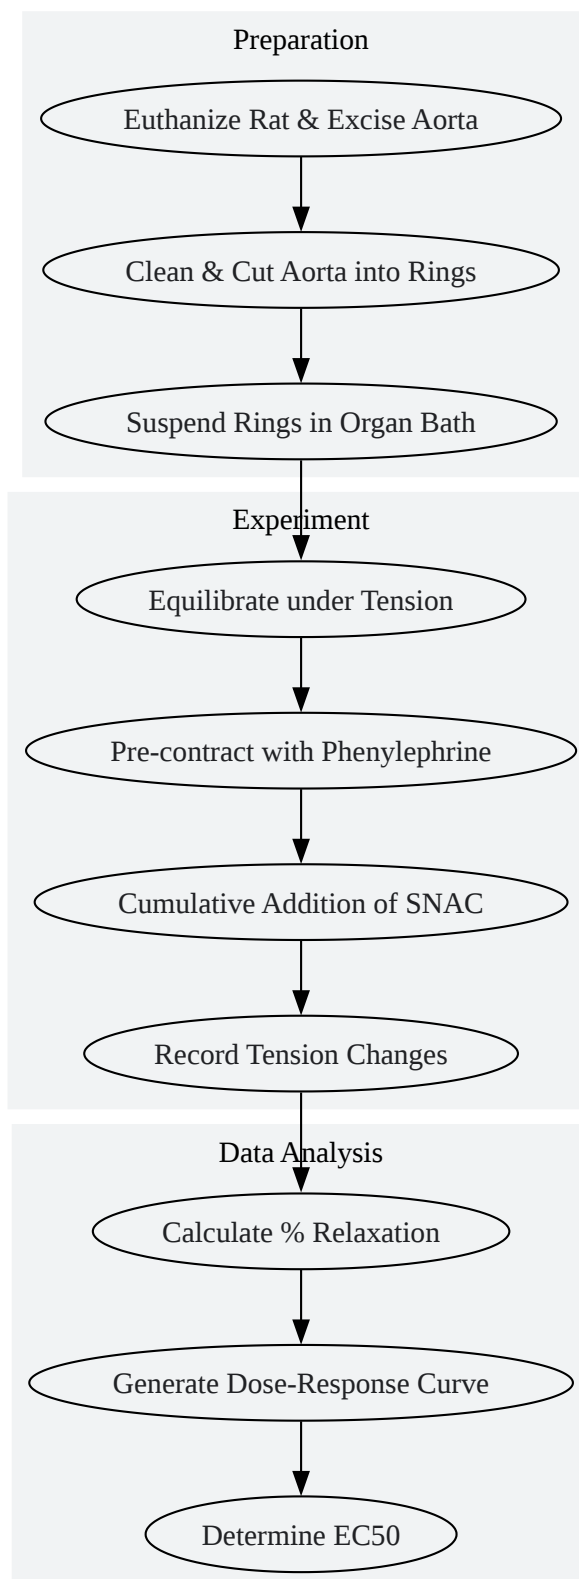 Preparation
Euthanize Rat & Excise Aorta
Clean & Cut Aorta into Rings
Suspend Rings in Organ Bath
Experiment
Equilibrate under Tension
Pre-contract with Phenylephrine
Cumulative Addition of SNAC
Record Tension Changes
Data Analysis
Calculate % Relaxation
Generate Dose-Response Curve
Determine EC50